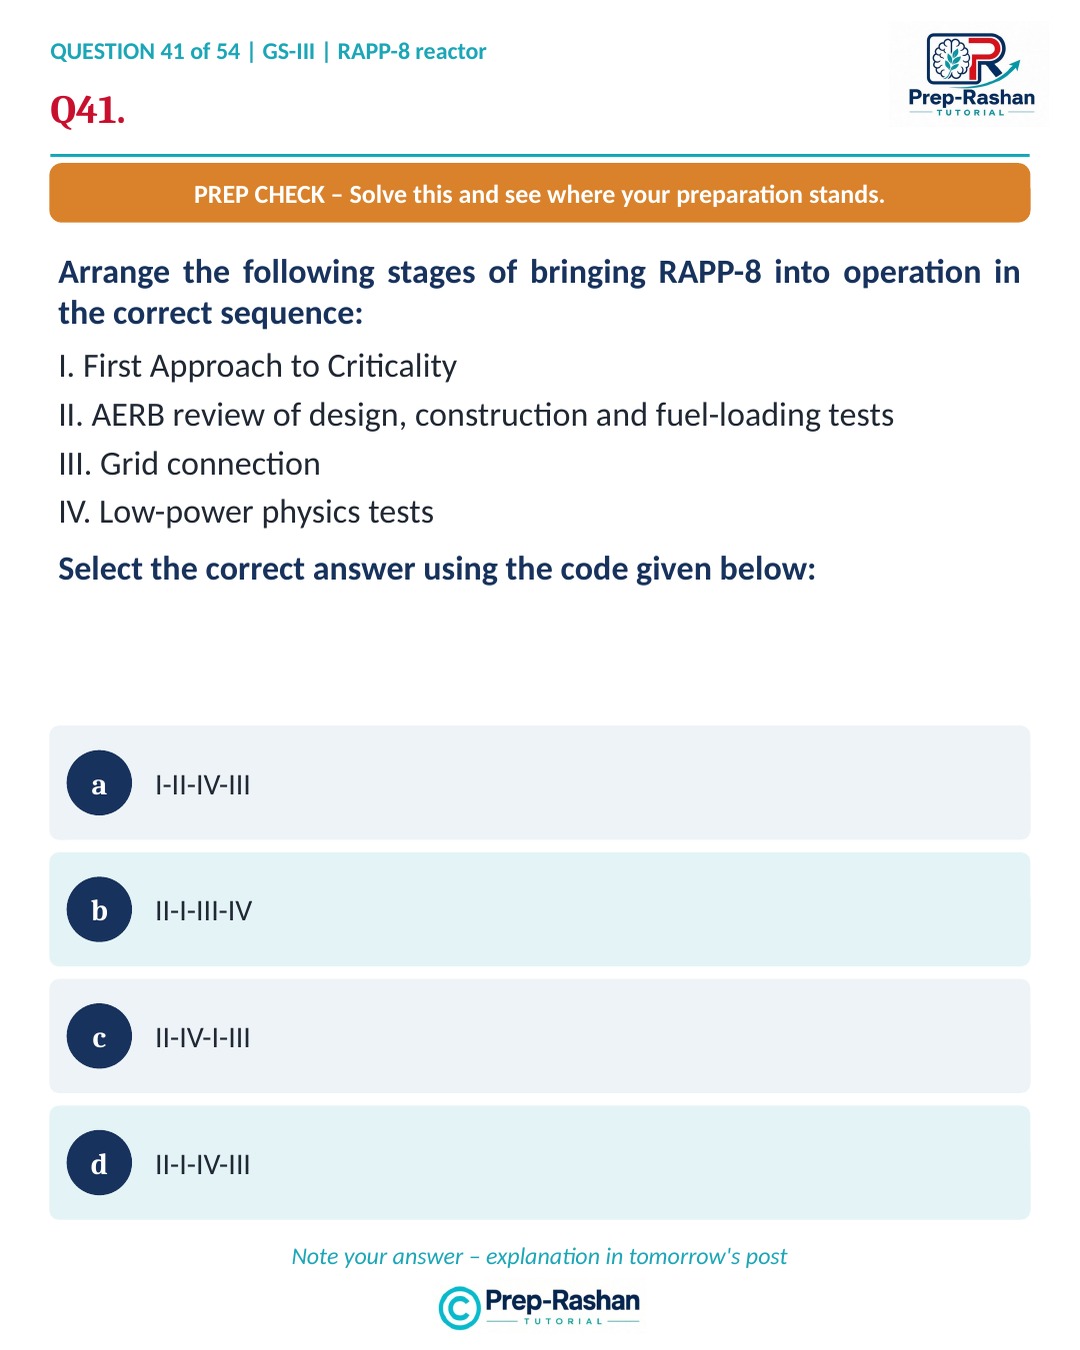 QUESTION 41 of 54 | GS-III | RAPP-8 reactor
Q41.
Prep-Rashan
TUTORIAL
PREP CHECK – Solve this and see where your preparation stands.
Arrange the following stages of bringing RAPP-8 into operation in
the correct sequence:
I. First Approach to Criticality
II. AERB review of design, construction and fuel-loading tests
III. Grid connection
IV. Low-power physics tests
Select the correct answer using the code given below:
a I-II-IV-III
b II-I-III-IV
c II-IV-I-III
d II-I-IV-III
Note your answer – explanation in tomorrow's post
© Prep-Rashan
TUTORIAL